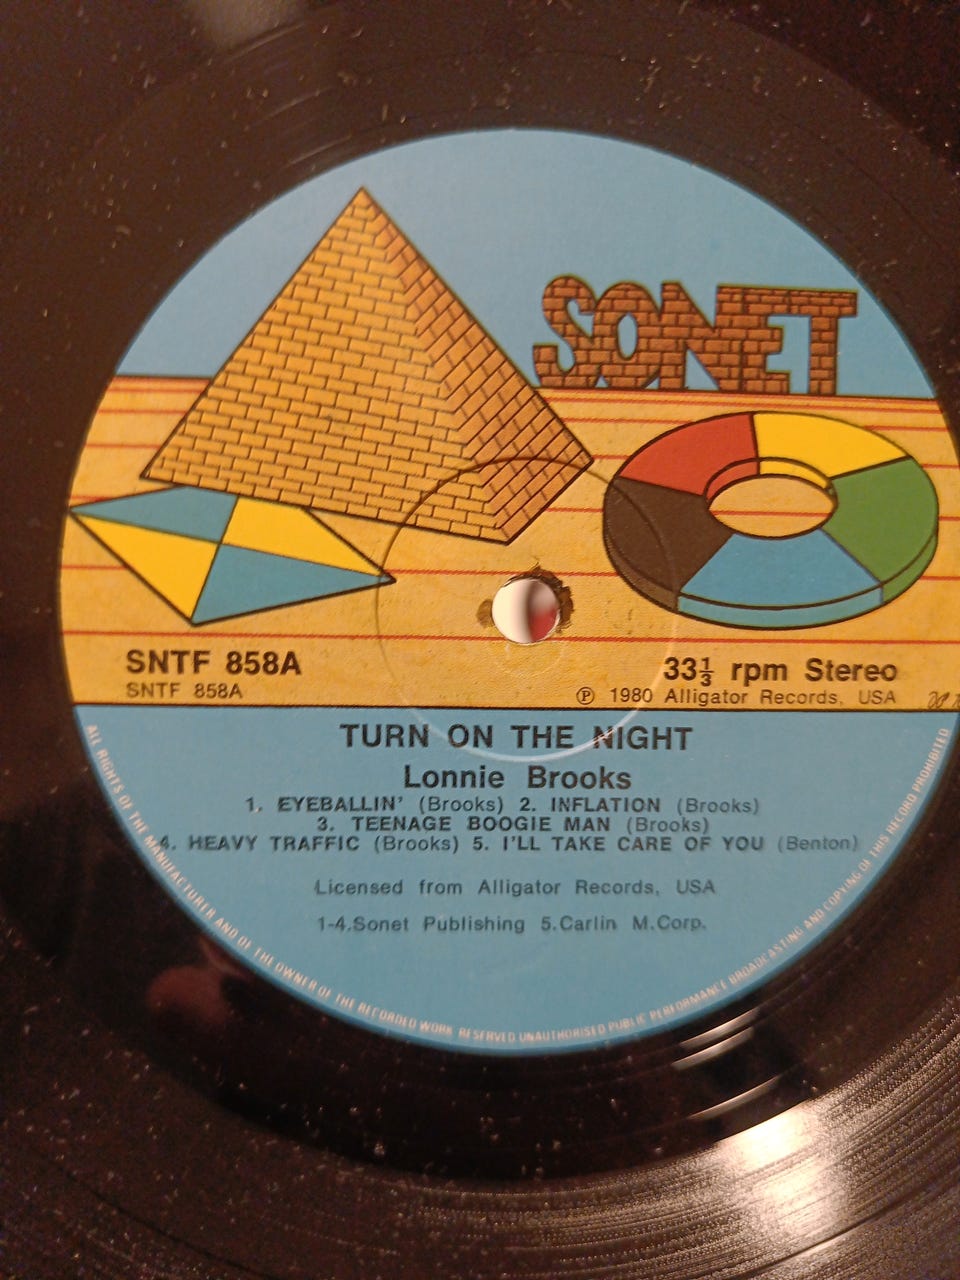 SONET
SNTF 858A
SNTF 858A
33⅓ rpm Stereo
℗ 1980 Alligator Records, USA
TURN ON THE NIGHT
Lonnie Brooks
1. EYEBALLIN' (Brooks) 2. INFLATION (Brooks)
3. TEENAGE BOOGIE MAN (Brooks)
4. HEAVY TRAFFIC (Brooks) 5. I'LL TAKE CARE OF YOU (Benton)
Licensed from Alligator Records, USA
1-4.Sonet Publishing 5.Carlin M.Corp.
ALL RIGHTS OF THE MANUFACTURER AND OF THE OWNER OF THE RECORDED WORK RESERVED UNAUTHORISED PUBLIC PERFORMANCE BROADCASTING AND COPYING OF THIS RECORD PROHIBITED